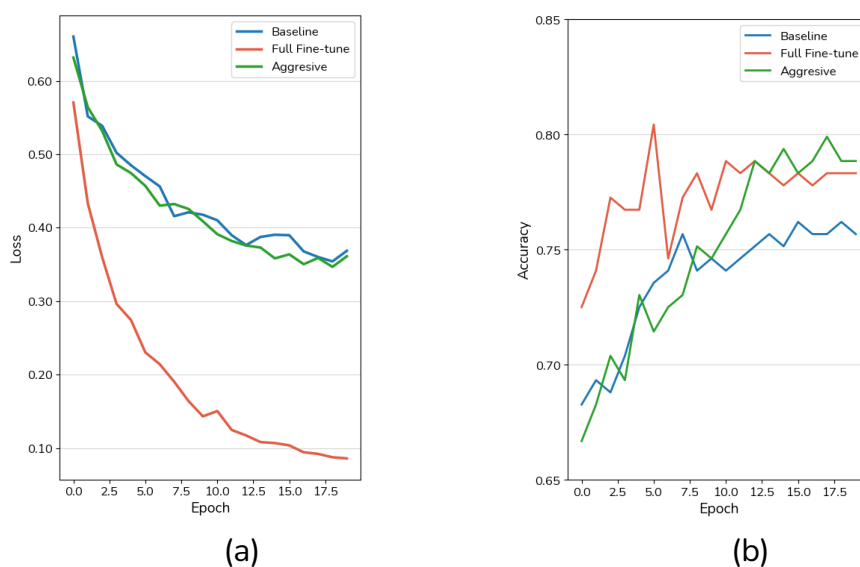 Baseline
Full Fine-tune
Aggresive
0.60
0.50
0.40
0.30
0.20
0.10
Loss
0.0 2.5 5.0 7.5 10.0 12.5 15.0 17.5
Epoch
(a)
0.85
0.80
0.75
0.70
0.65
Accuracy
Baseline
Full Fine-tune
Aggresive
0.0 2.5 5.0 7.5 10.0 12.5 15.0 17.5
Epoch
(b)